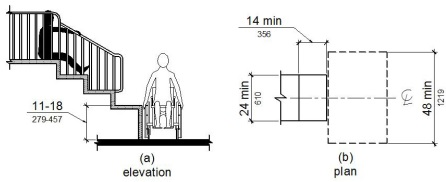 11-18
279-457
(a)
elevation
14 min
356
24 min
610
48 min
1219
(b)
plan